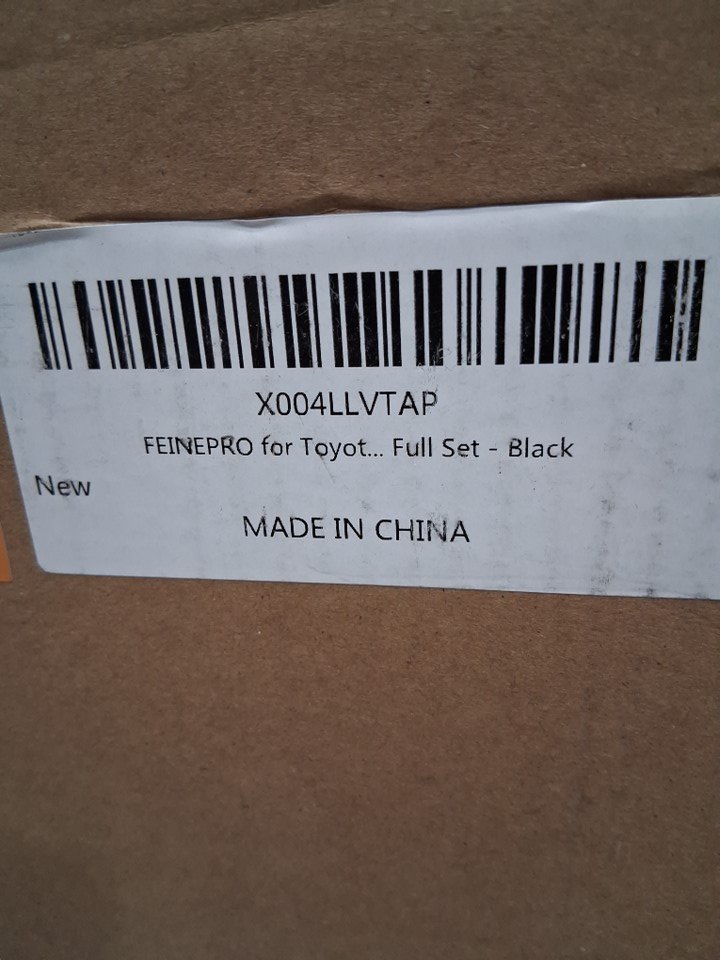 X004LLVTAP
FEINEPRO for Toyot... Full Set - Black
New
MADE IN CHINA